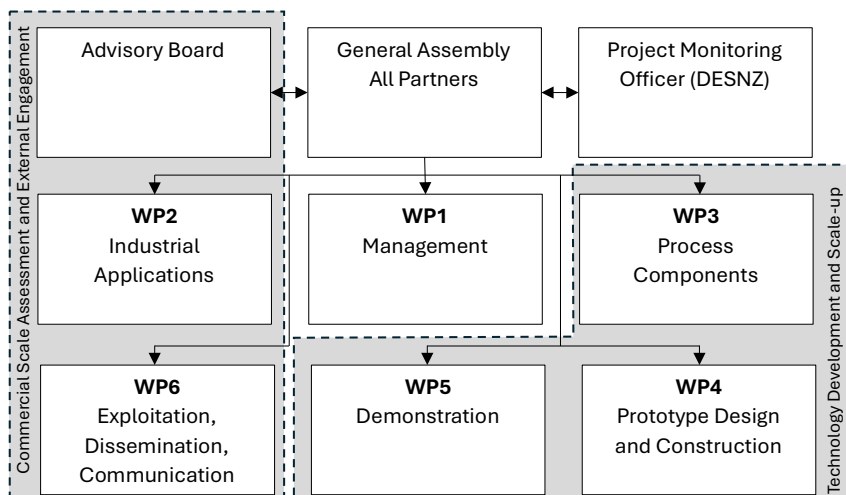 Commercial Scale Assessment and External Engagement
Advisory Board
General Assembly
All Partners
Project Monitoring
Officer (DESNZ)
WP2
Industrial
Applications
WP1
Management
WP3
Process
Components
WP6
Exploitation,
Dissemination,
Communication
WP5
Demonstration
WP4
Prototype Design
and Construction
Technology Development and Scale-up